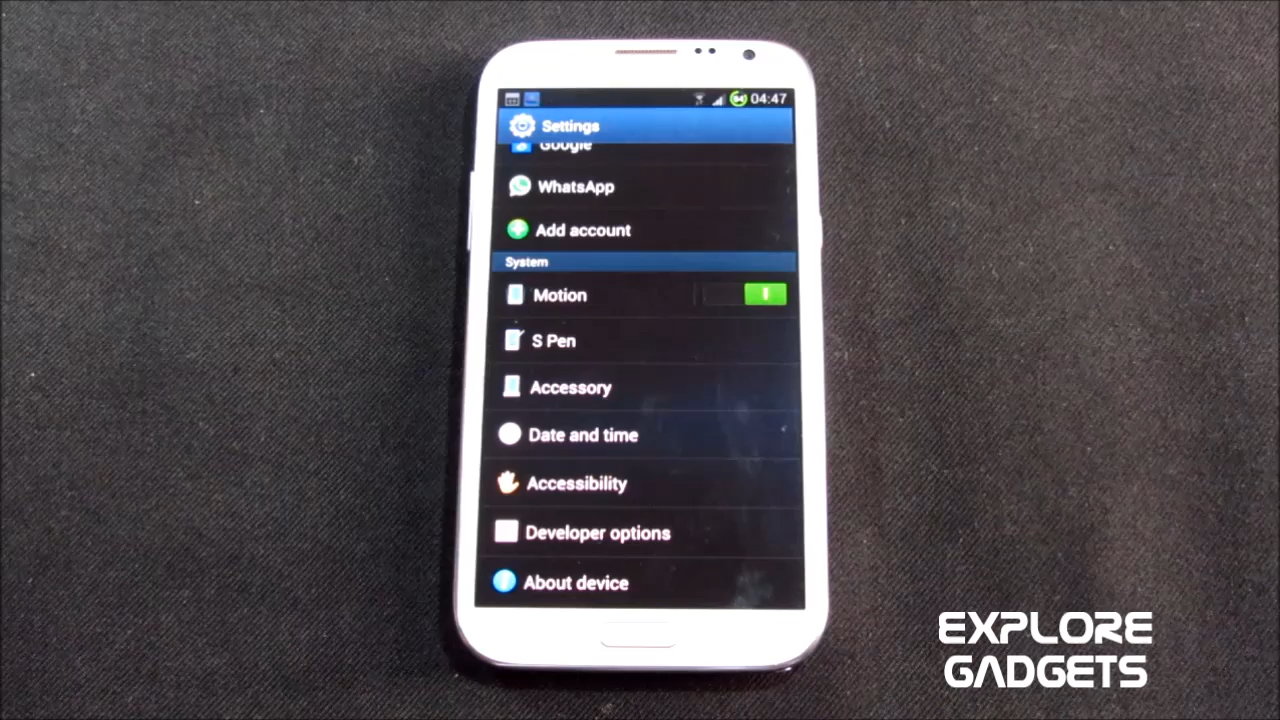 04:47
Settings
Google
WhatsApp
Add account
System
Motion
S Pen
Accessory
Date and time
Accessibility
Developer options
About device
EXPLORE
GADGETS